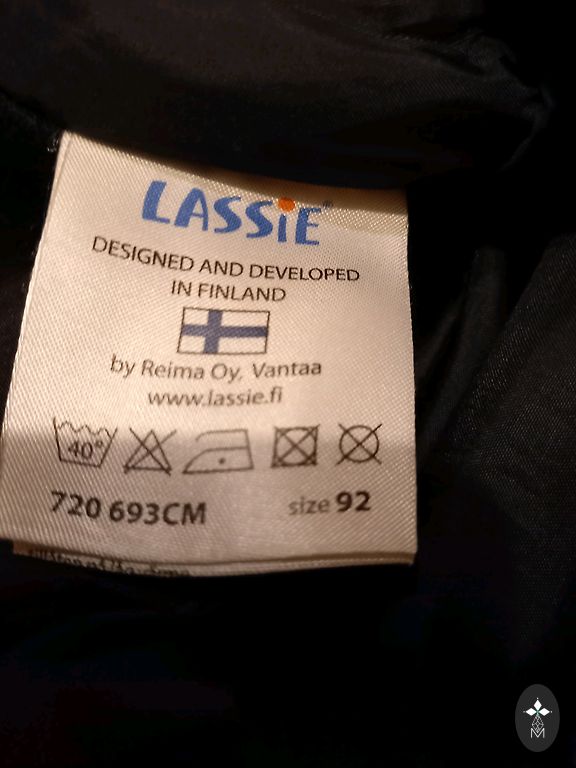 LASSiE
DESIGNED AND DEVELOPED
IN FINLAND
by Reima Oy, Vantaa
www.lassie.fi
40°
720 693CM size 92
M